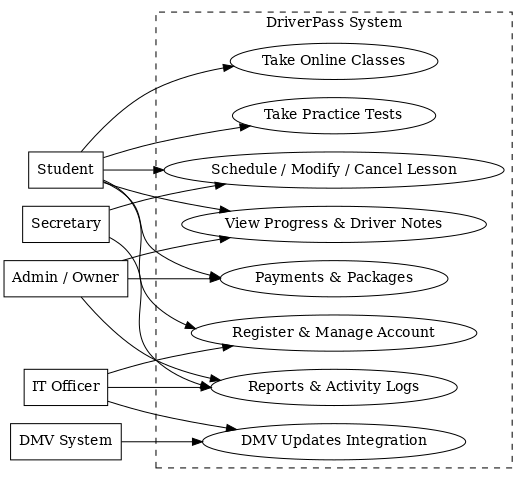 DriverPass System
Take Online Classes
Take Practice Tests
Student
Schedule / Modify / Cancel Lesson
Secretary
View Progress & Driver Notes
Admin / Owner
Payments & Packages
Register & Manage Account
IT Officer
Reports & Activity Logs
DMV System
DMV Updates Integration